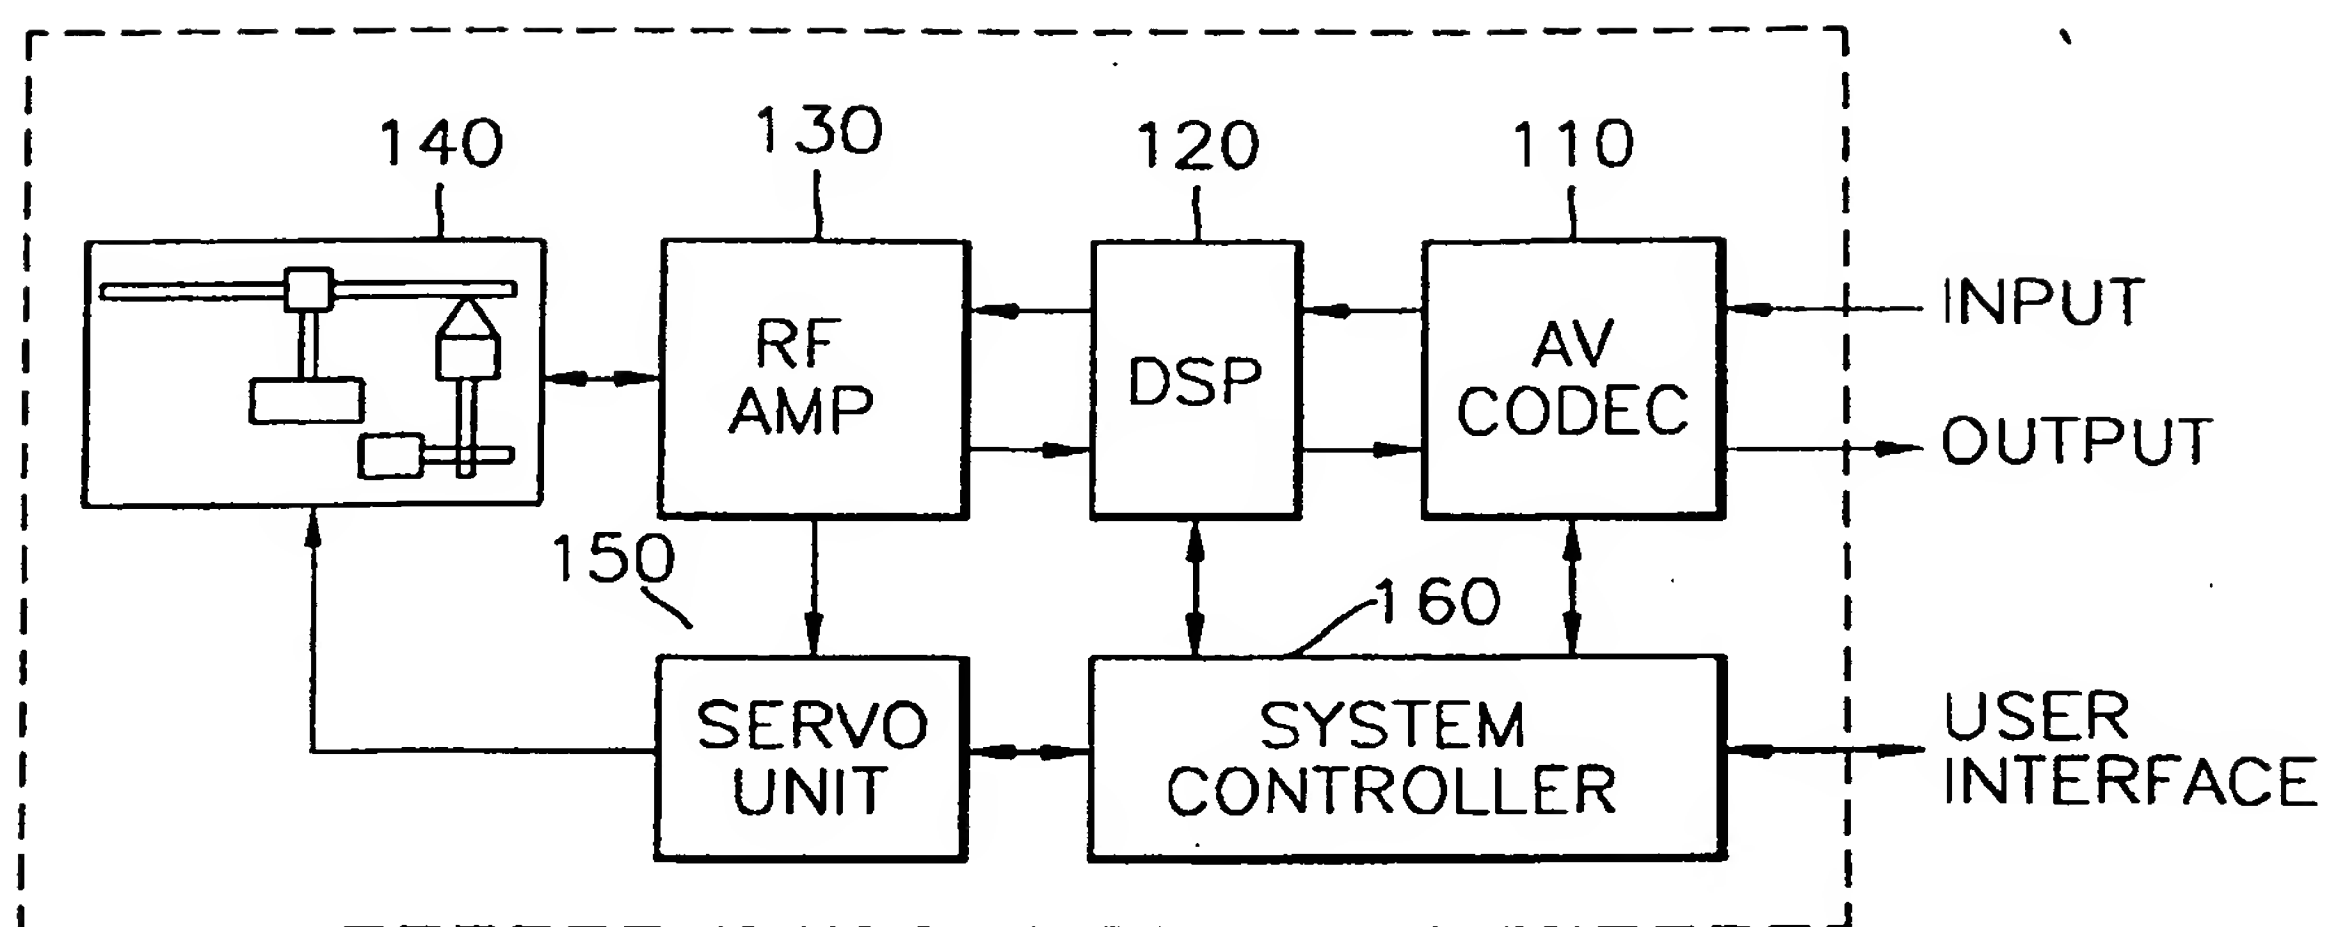 140
130
120
110
RF
AMP
DSP
AV
CODEC
INPUT
OUTPUT
150
160
SERVO
UNIT
SYSTEM
CONTROLLER
USER
INTERFACE